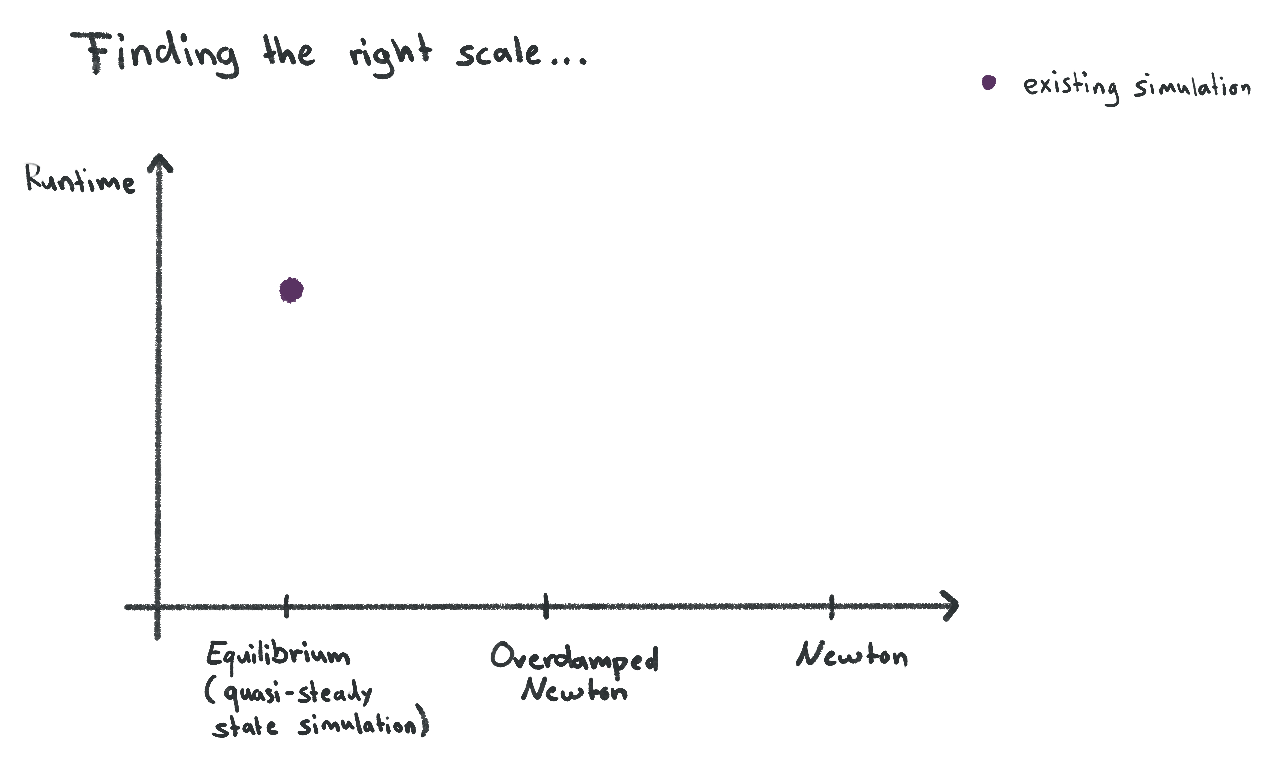 Finding the right scale...
existing simulation
Runtime
Equilibrium
(quasi-steady
state simulation)
Overdamped
Newton
Newton